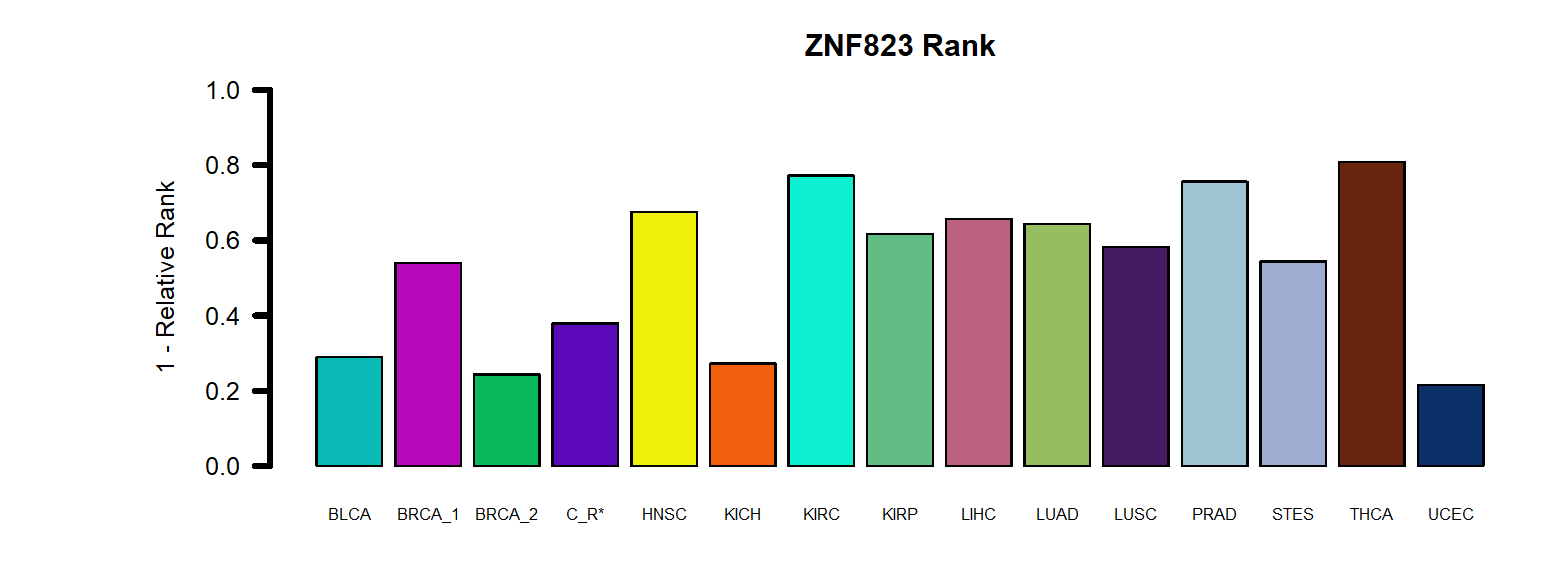 ZNF823 Rank
1 - Relative Rank
1.0
0.8
0.6
0.4
0.2
0.0
BLCA BRCA_1 BRCA_2 C_R* HNSC KICH KIRC KIRP LIHC LUAD LUSC PRAD STES THCA UCEC